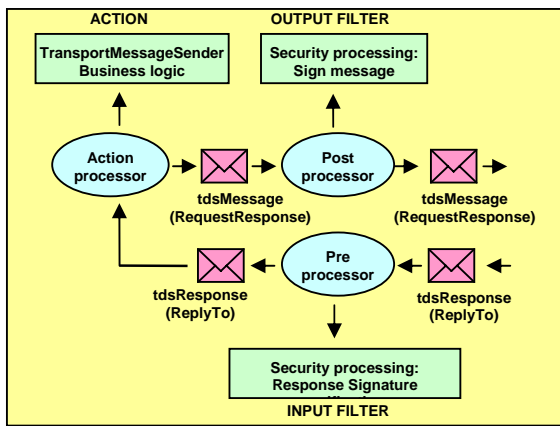 ACTION
OUTPUT FILTER
TransportMessageSender
Business logic
Security processing:
Sign message
Action
processor
Post
processor
tdsMessage
(RequestResponse)
tdsMessage
(RequestResponse)
Pre
processor
tdsResponse
(ReplyTo)
tdsResponse
(ReplyTo)
Security processing:
Response Signature
INPUT FILTER